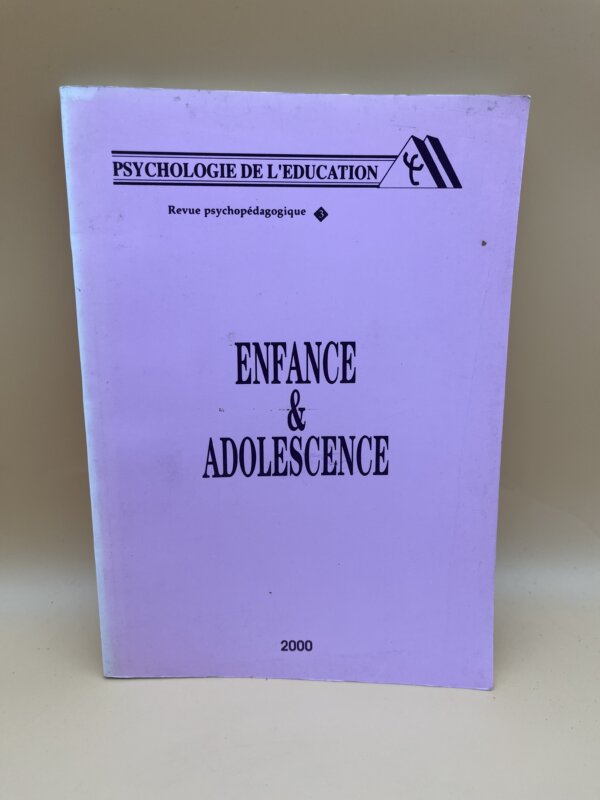 PSYCHOLOGIE DE L'EDUCATION
Revue psychopédagogique 3
ENFANCE
&
ADOLESCENCE
2000